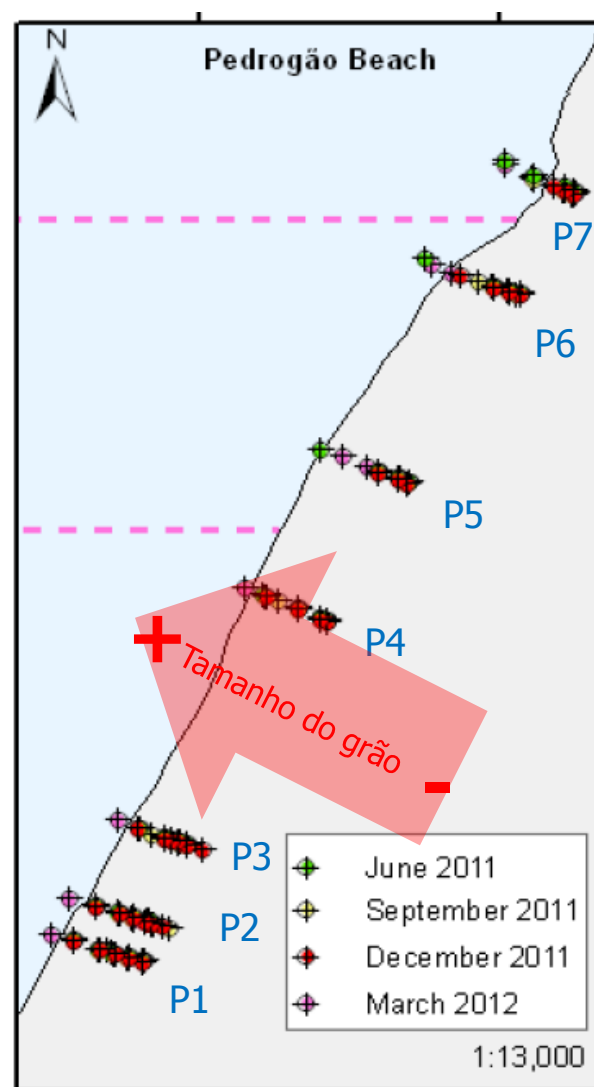 N
Pedrogão Beach
P7
P6
P5
P4
+
Tamanho do grão
-
P3
P2
P1
June 2011
September 2011
December 2011
March 2012
1:13,000